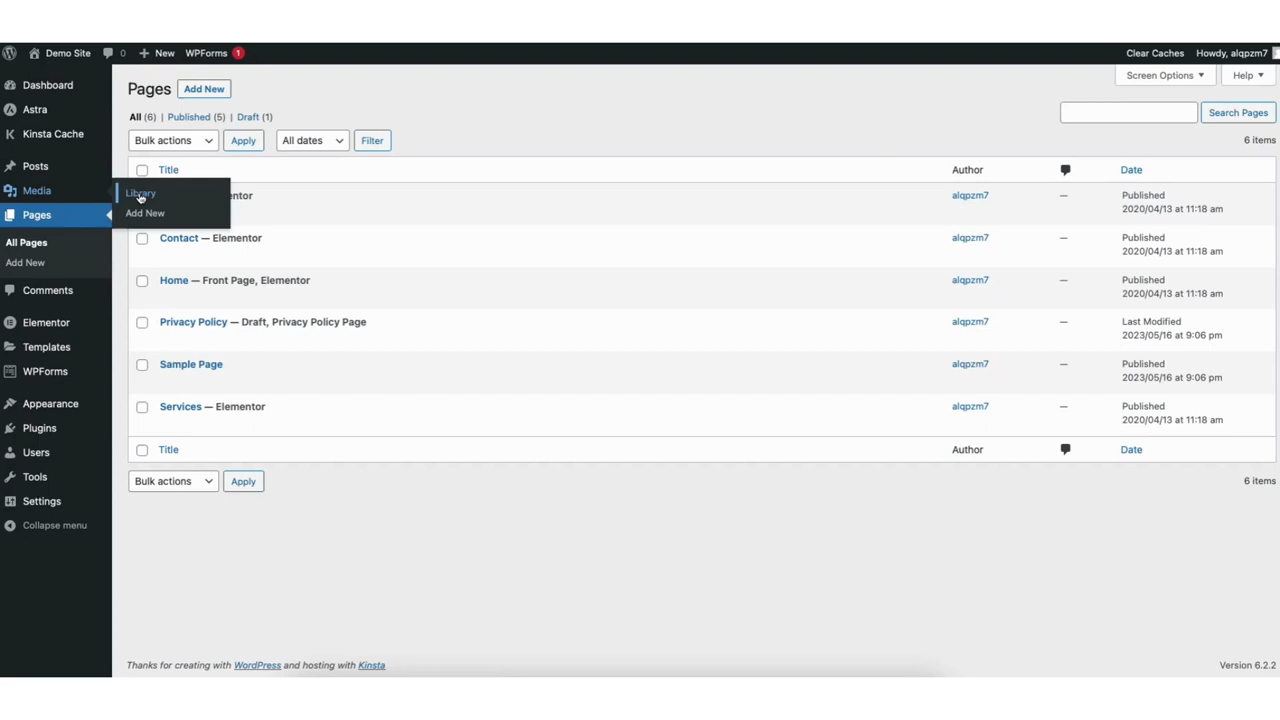 Demo Site 0 New WPForms 1 Clear Caches Howdy, alqpzm7
Dashboard
Astra
Kinsta Cache
Posts
Media
Pages
All Pages
Add New
Comments
Elementor
Templates
WPForms
Appearance
Plugins
Users
Tools
Settings
Collapse menu
Library
Add New
Screen Options Help
Pages Add New
All (6) | Published (5) | Draft (1)
Search Pages
Bulk actions Apply All dates Filter 6 items
Title Author Date
alqpzm7 — Published
2020/04/13 at 11:18 am
Contact — Elementor alqpzm7 — Published
2020/04/13 at 11:18 am
Home — Front Page, Elementor alqpzm7 — Published
2020/04/13 at 11:18 am
Privacy Policy — Draft, Privacy Policy Page alqpzm7 — Last Modified
2023/05/16 at 9:06 pm
Sample Page alqpzm7 — Published
2023/05/16 at 9:06 pm
Services — Elementor alqpzm7 — Published
2020/04/13 at 11:18 am
Title Author Date
Bulk actions Apply 6 items
Thanks for creating with WordPress and hosting with Kinsta Version 6.2.2